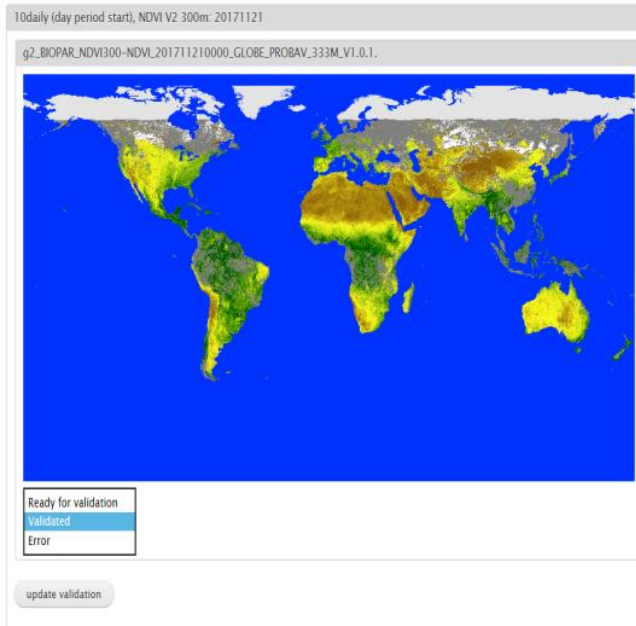 10daily (day period start), NDVI V2 300m: 20171121
g2_BIOPAR_NDVI300-NDVI_201711210000_GLOBE_PROBAV_333M_V1.0.1.
Ready for validation
Validated
Error
update validation